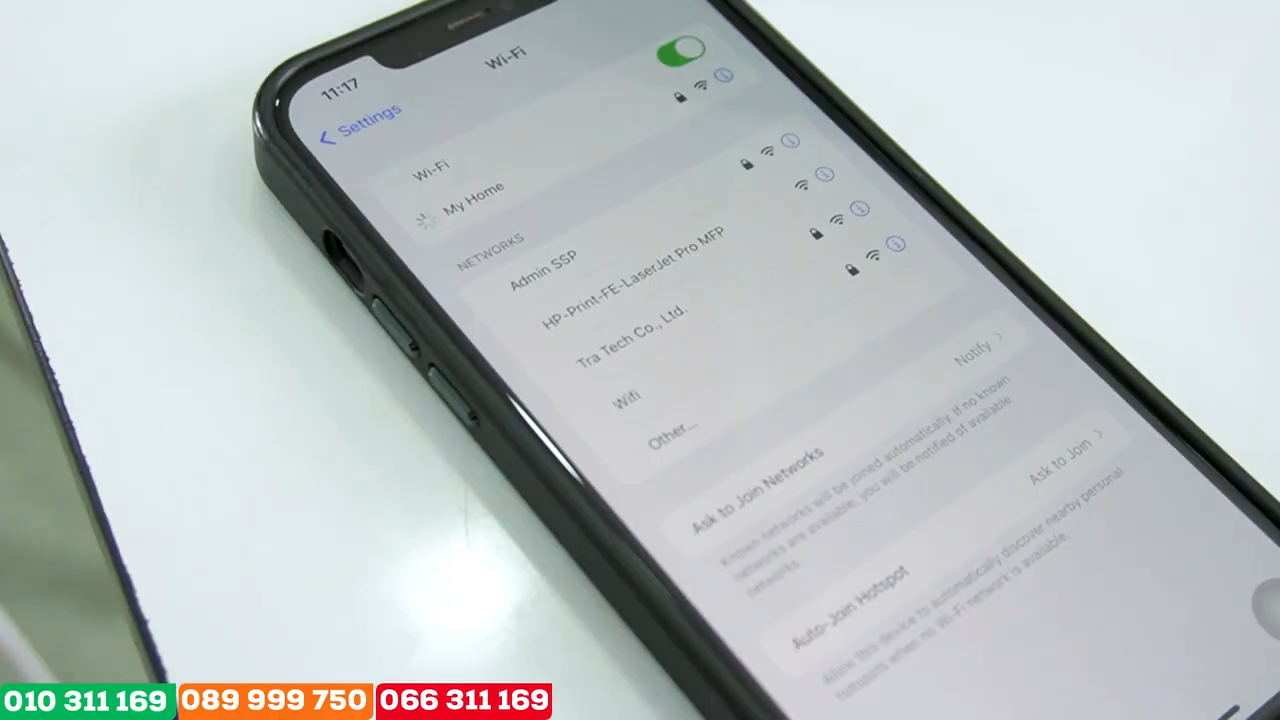 11:17
Wi-Fi
Settings
Wi-Fi
My Home
NETWORKS
Admin SSP
HP-Print-FE-LaserJet Pro MFP
Tra Tech Co., Ltd.
Wifi
Other...
Ask to Join Networks
Notify
Known networks will be joined automatically. If no known
networks are available, you will be notified of available
networks.
Auto-Join Hotspot
Ask to Join
Allow this device to automatically discover nearby personal
hotspots when no Wi-Fi network is available.
010 311 169
089 999 750
066 311 169